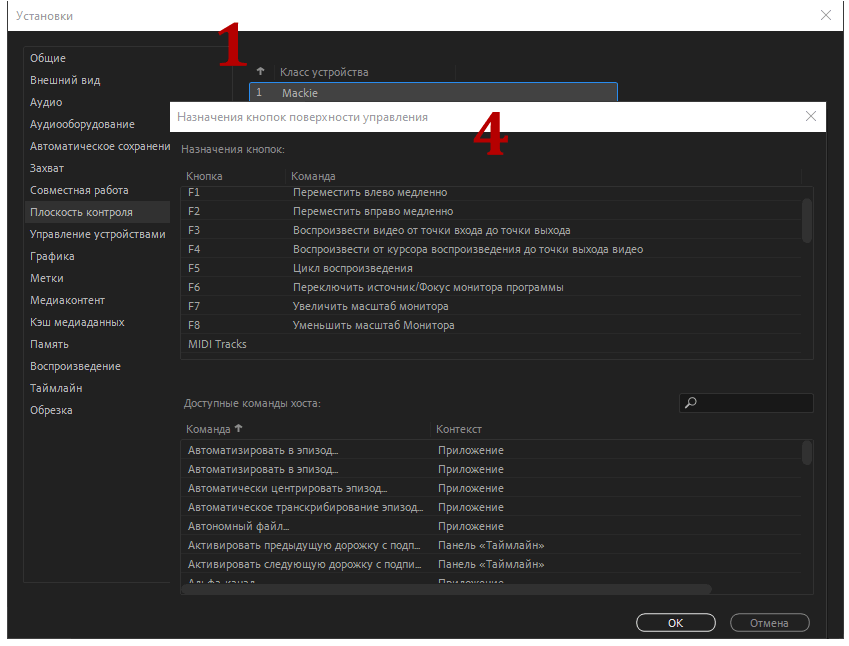 Установки
1
Общие
Внешний вид
Аудио
Аудиооборудование
Автоматическое сохранени
Захват
Совместная работа
Плоскость контроля
Управление устройствами
Графика
Метки
Медиаконтент
Кэш медиаданных
Память
Воспроизведение
Таймлайн
Обрезка
Класс устройства
1 Mackie
Назначения кнопок поверхности управления
4
Назначения кнопок:
Кнопка Команда
F1 Переместить влево медленно
F2 Переместить вправо медленно
F3 Воспроизвести видео от точки входа до точки выхода
F4 Воспроизвести от курсора воспроизведения до точки выхода видео
F5 Цикл воспроизведения
F6 Переключить источник/Фокус монитора программы
F7 Увеличить масштаб монитора
F8 Уменьшить масштаб Монитора
MIDI Tracks
Доступные команды хоста:
Команда Контекст
Автоматизировать в эпизод... Приложение
Автоматизировать в эпизод... Приложение
Автоматически центрировать эпизод... Приложение
Автоматическое транскрибирование эпизод... Приложение
Автономный файл... Приложение
Активировать предыдущую дорожку с подп... Панель «Таймлайн»
Активировать следующую дорожку с подпи... Панель «Таймлайн»
Альфа-канал Приложение
OK Отмена